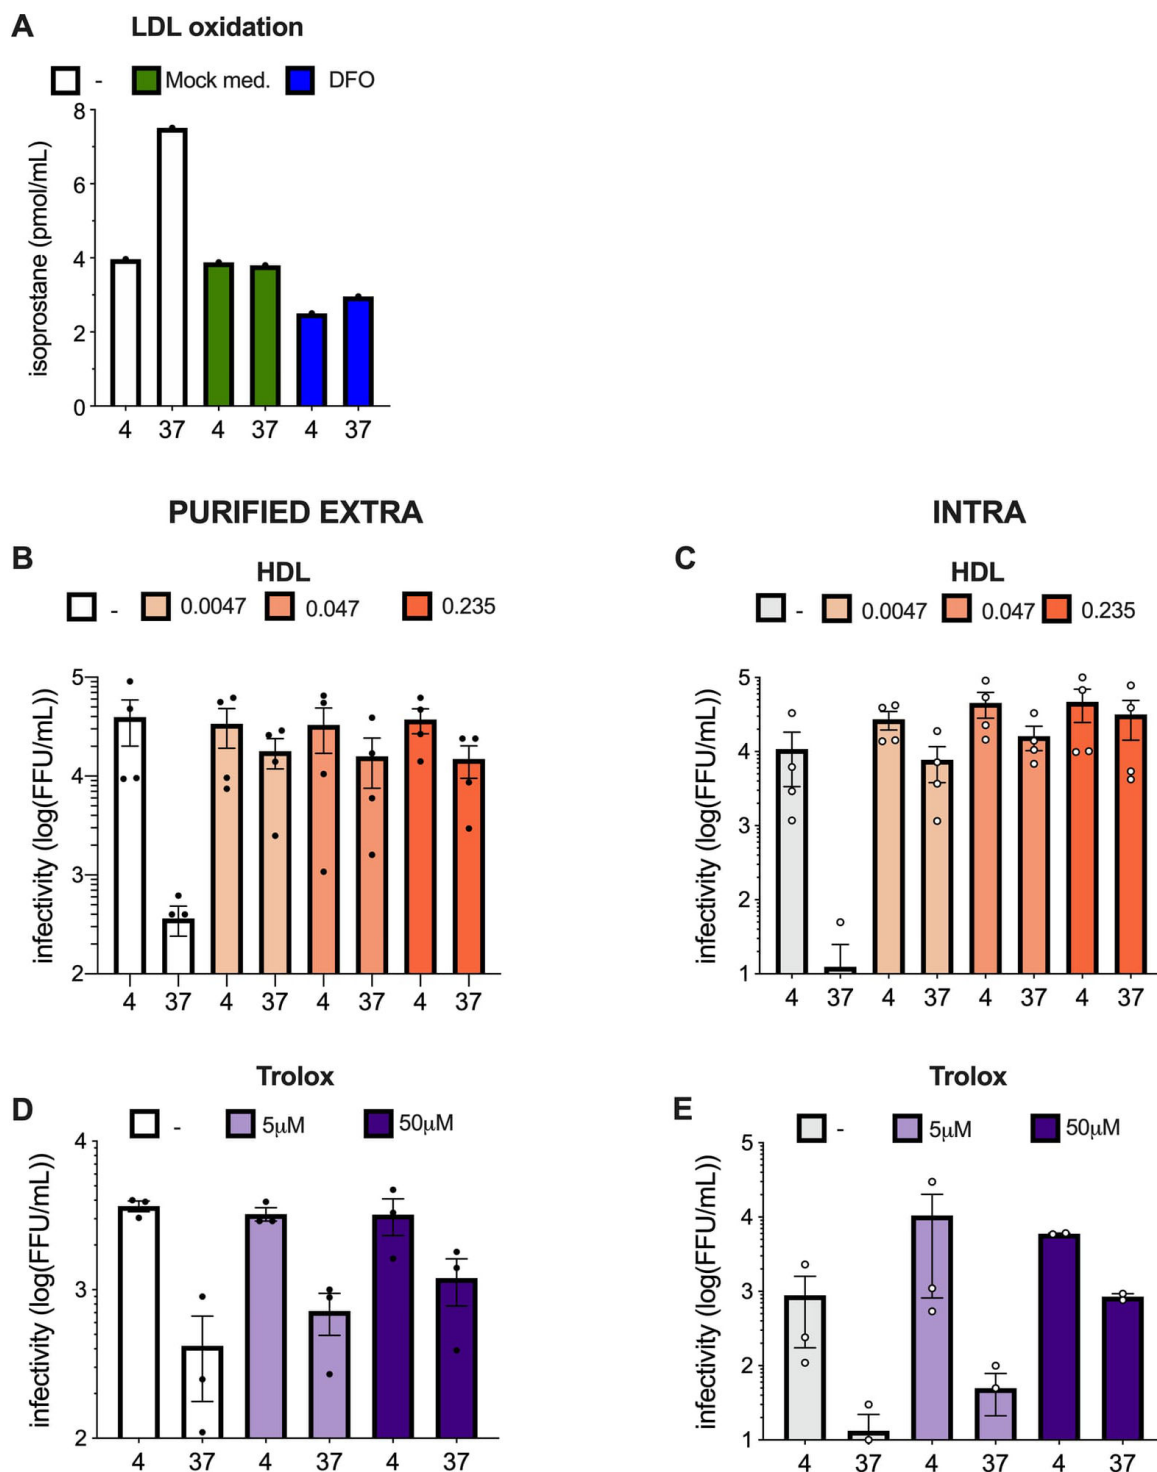 A
LDL oxidation
- Mock med. DFO
isoprostane (pmol/mL)
8
6
4
2
0
4 37 4 37 4 37
PURIFIED EXTRA
INTRA
B
HDL
- 0.0047 0.047 0.235
infectivity (log(FFU/mL))
5
4
3
2
4 37 4 37 4 37 4 37
C
HDL
- 0.0047 0.047 0.235
infectivity (log(FFU/mL))
5
4
3
2
1
4 37 4 37 4 37 4 37
D
Trolox
- 5µM 50µM
infectivity (log(FFU/mL))
4
3
2
4 37 4 37 4 37
E
Trolox
- 5µM 50µM
infectivity (log(FFU/mL))
5
4
3
2
1
4 37 4 37 4 37